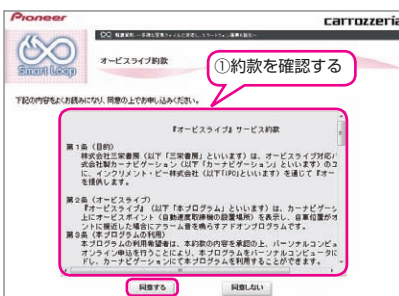 Pioneer
carrozzeria
Smart Loop
オービスライブ約款
①約款を確認する
下記の内容をよくお読みになり、同意の上でお申し込みください。
『オービスライブ』サービス約款
第1条(目的)
株式会社三栄書房(以下「三栄書房」といいます)は、オービスライブ対応パ
式会社製カーナビゲーション(以下「カーナビゲーション」といいます)のユ
に、インクリメント・ピー株式会社(以下「IPC」といいます)を通じて『オー
を提供します。
第2条(オービスライブ)
『オービスライブ』(以下「本プログラム」といいます)は、カーナビゲーシ
上にオービスポイント(自動速度取締機の設置場所)を表示し、自車位置がオ
ントに接近した場合にアラーム音を鳴らすアドオンプログラムです。
第3条(本プログラムの利用)
本プログラムの利用希望者は、本約款の内容を承認の上、パーソナルコンピュ
オンライン申込を行うことにより、本プログラムをパーソナルコンピュータに
ドし、カーナビゲーションにて本プログラムを利用することができます。
同意する
同意しない